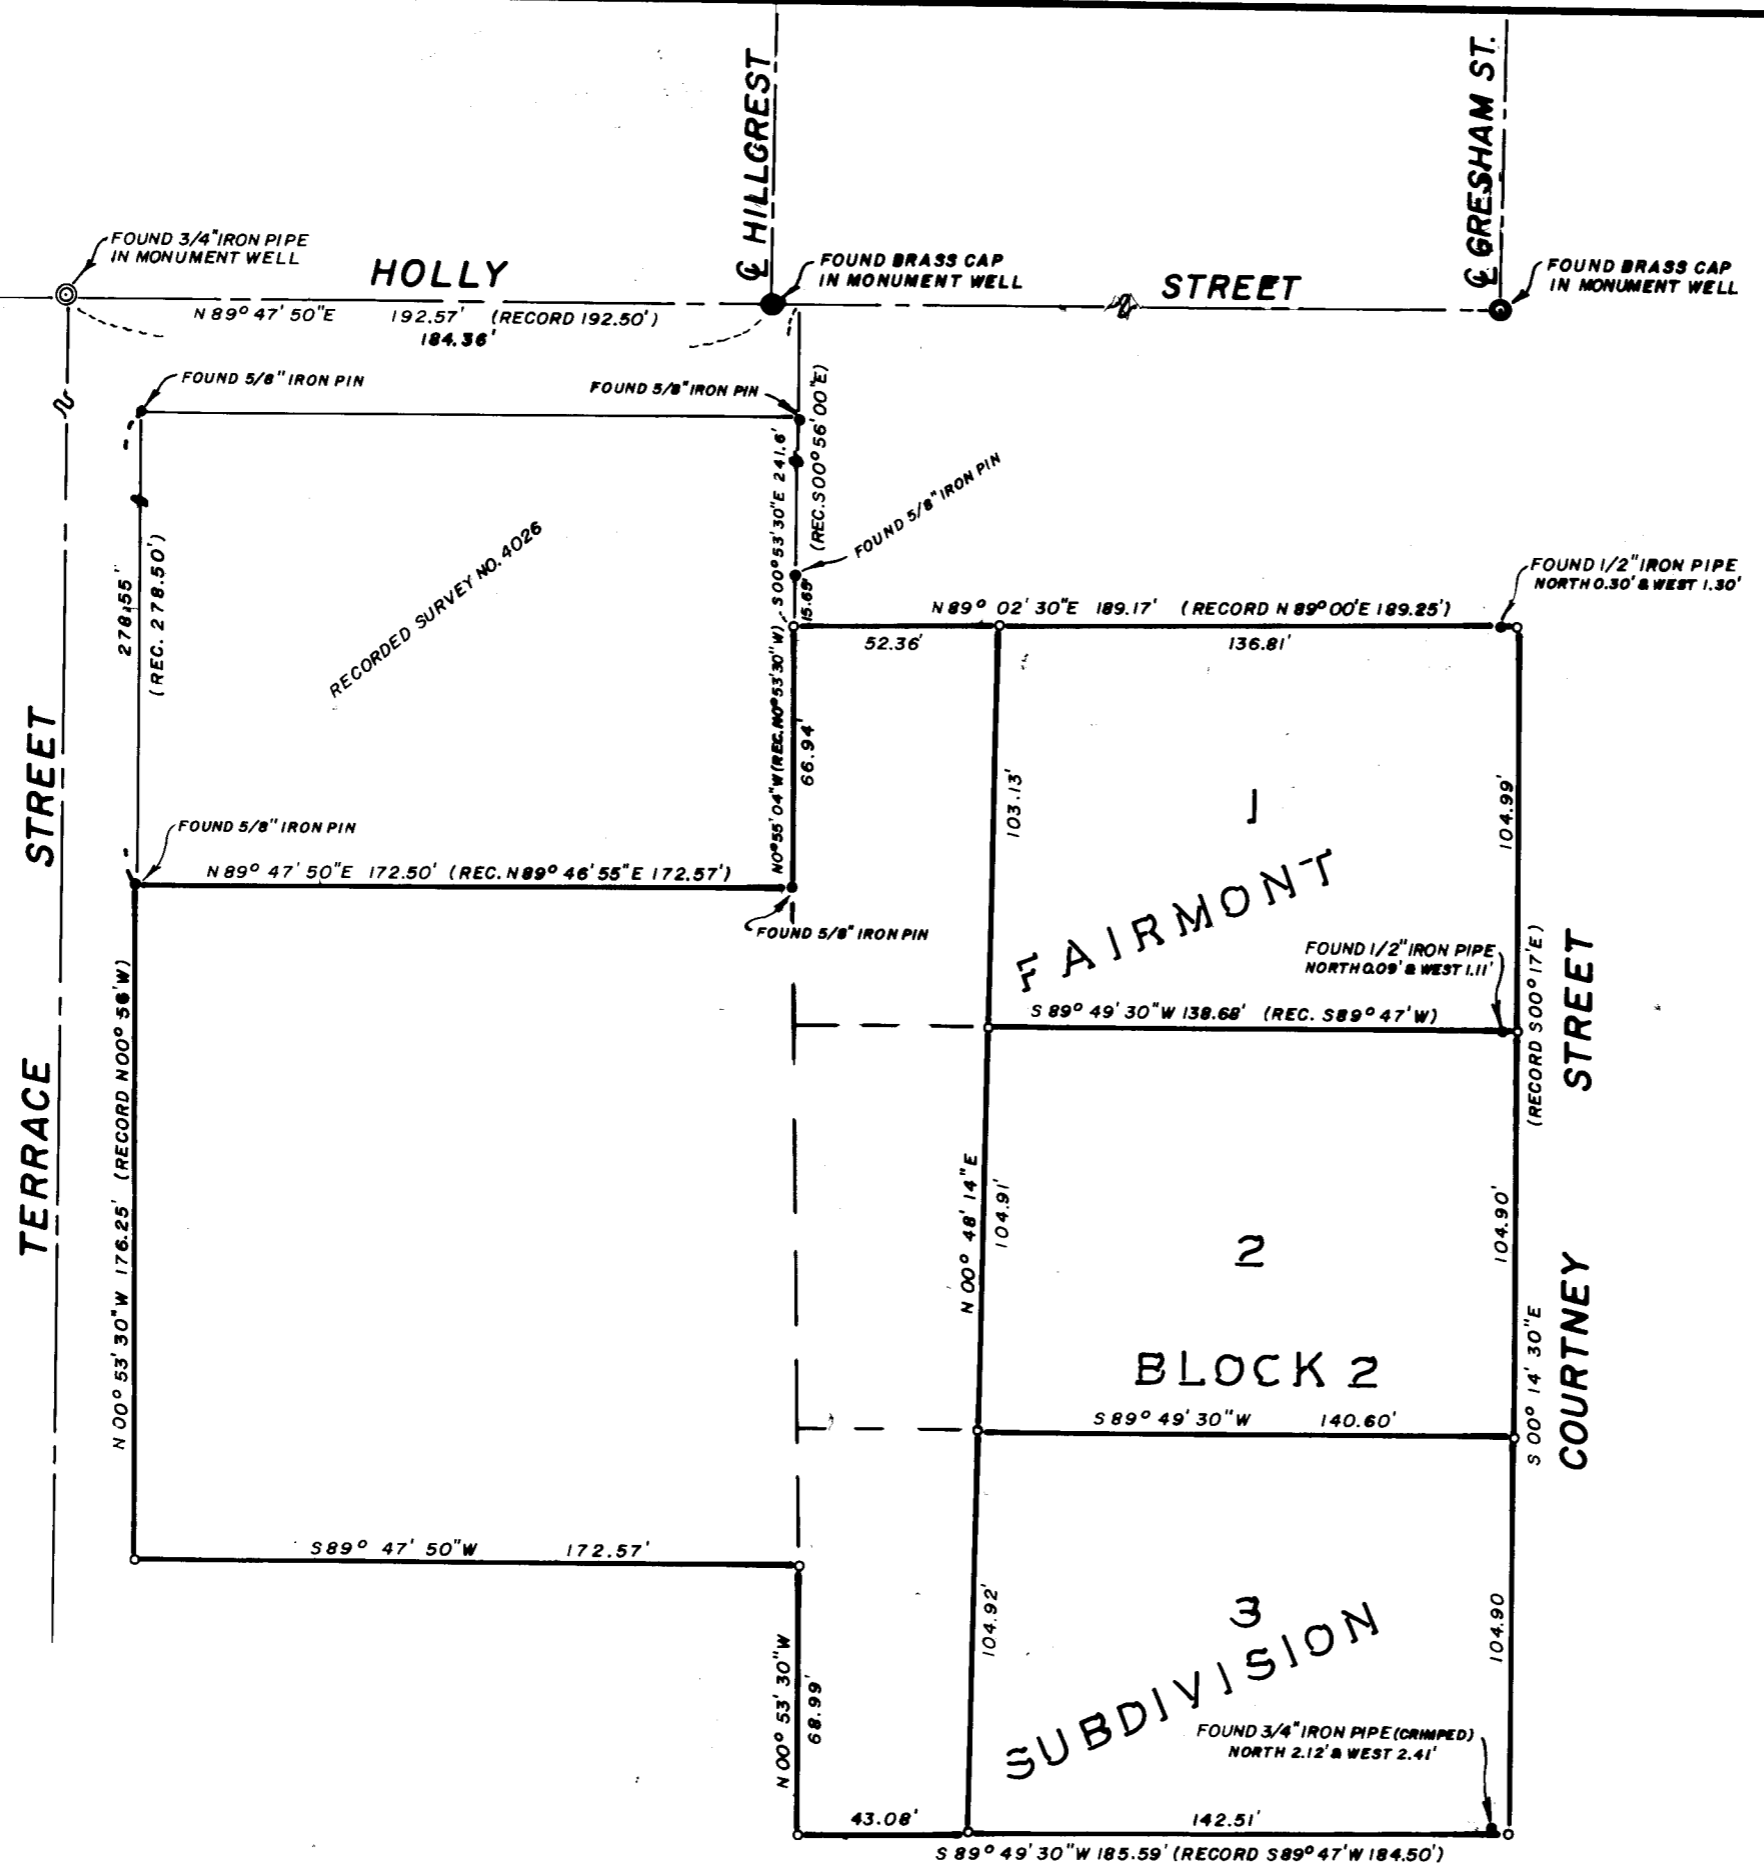 ℄ HILLCREST
℄ GRESHAM ST.
FOUND 3/4" IRON PIPE
IN MONUMENT WELL
HOLLY
FOUND BRASS CAP
IN MONUMENT WELL
STREET
FOUND BRASS CAP
IN MONUMENT WELL
N 89° 47' 50"E 192.57' (RECORD 192.50')
184.36'
FOUND 5/8" IRON PIN
FOUND 5/8" IRON PIN
(REC. S00° 56' 00"E)
S00° 53' 30"E 241.6'
FOUND 5/8" IRON PIN
15.65'
278.55'
(REC. 278.50')
RECORDED SURVEY NO. 4026
FOUND 1/2" IRON PIPE
NORTH 0.30' & WEST 1.30'
N 89° 02' 30"E 189.17' (RECORD N 89° 00'E 189.25')
52.36'
136.81'
N0° 55' 04"W (REC. N0° 53' 30"W)
66.94'
103.13'
1
104.99'
FOUND 5/8" IRON PIN
N 89° 47' 50"E 172.50' (REC. N 89° 46' 55"E 172.57')
FOUND 5/8" IRON PIN
FAIRMONT
FOUND 1/2" IRON PIPE
NORTH 0.09' & WEST 1.11'
S 89° 49' 30"W 138.68' (REC. S89° 47'W)
(RECORD S00° 17'E)
TERRACE STREET
N 00° 53' 30"W 176.25' (RECORD N00° 56'W)
N 00° 48' 14"E
104.91'
2
104.90'
BLOCK 2
S 89° 49' 30"W 140.60'
S 00° 14' 30"E
COURTNEY STREET
S 89° 47' 50"W 172.57'
N 00° 53' 30"W
68.99'
104.92'
3
104.90
SUBDIVISION
FOUND 3/4" IRON PIPE (CRIMPED)
NORTH 2.12' & WEST 2.41'
43.08'
142.51'
S 89° 49' 30"W 185.59' (RECORD S89° 47'W 184.50')